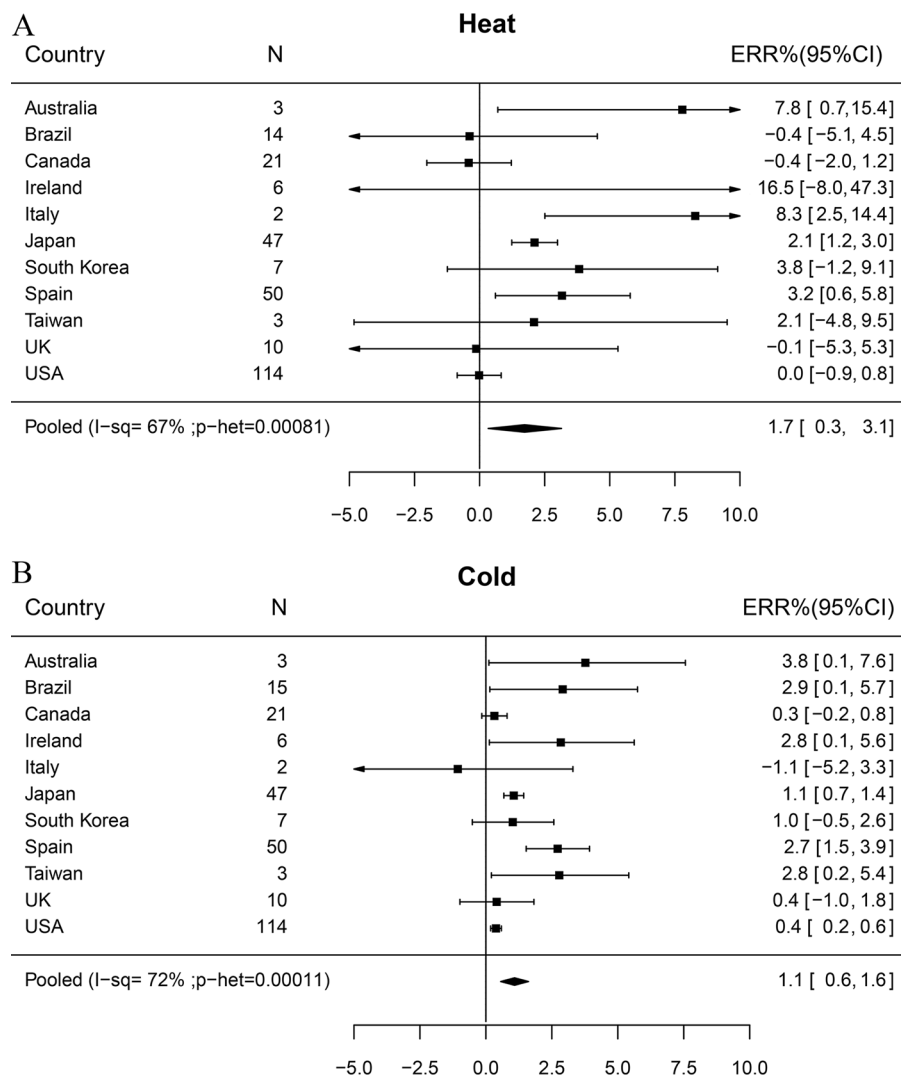 A
Heat
Country N ERR%(95%CI)
Australia 3 7.8 [ 0.7,15.4]
Brazil 14 −0.4 [−5.1, 4.5]
Canada 21 −0.4 [−2.0, 1.2]
Ireland 6 16.5 [−8.0, 47.3]
Italy 2 8.3 [2.5, 14.4]
Japan 47 2.1 [1.2, 3.0]
South Korea 7 3.8 [−1.2, 9.1]
Spain 50 3.2 [0.6, 5.8]
Taiwan 3 2.1 [−4.8, 9.5]
UK 10 −0.1 [−5.3, 5.3]
USA 114 0.0 [−0.9, 0.8]
Pooled (I−sq= 67% ;p−het=0.00081) 1.7 [ 0.3, 3.1]
−5.0 −2.5 0.0 2.5 5.0 7.5 10.0
B
Cold
Country N ERR%(95%CI)
Australia 3 3.8 [ 0.1, 7.6]
Brazil 15 2.9 [0.1, 5.7]
Canada 21 0.3 [−0.2, 0.8]
Ireland 6 2.8 [0.1, 5.6]
Italy 2 −1.1 [−5.2, 3.3]
Japan 47 1.1 [0.7, 1.4]
South Korea 7 1.0 [−0.5, 2.6]
Spain 50 2.7 [1.5, 3.9]
Taiwan 3 2.8 [0.2, 5.4]
UK 10 0.4 [−1.0, 1.8]
USA 114 0.4 [ 0.2, 0.6]
Pooled (I−sq= 72% ;p−het=0.00011) 1.1 [ 0.6, 1.6]
−5.0 −2.5 0.0 2.5 5.0 7.5 10.0